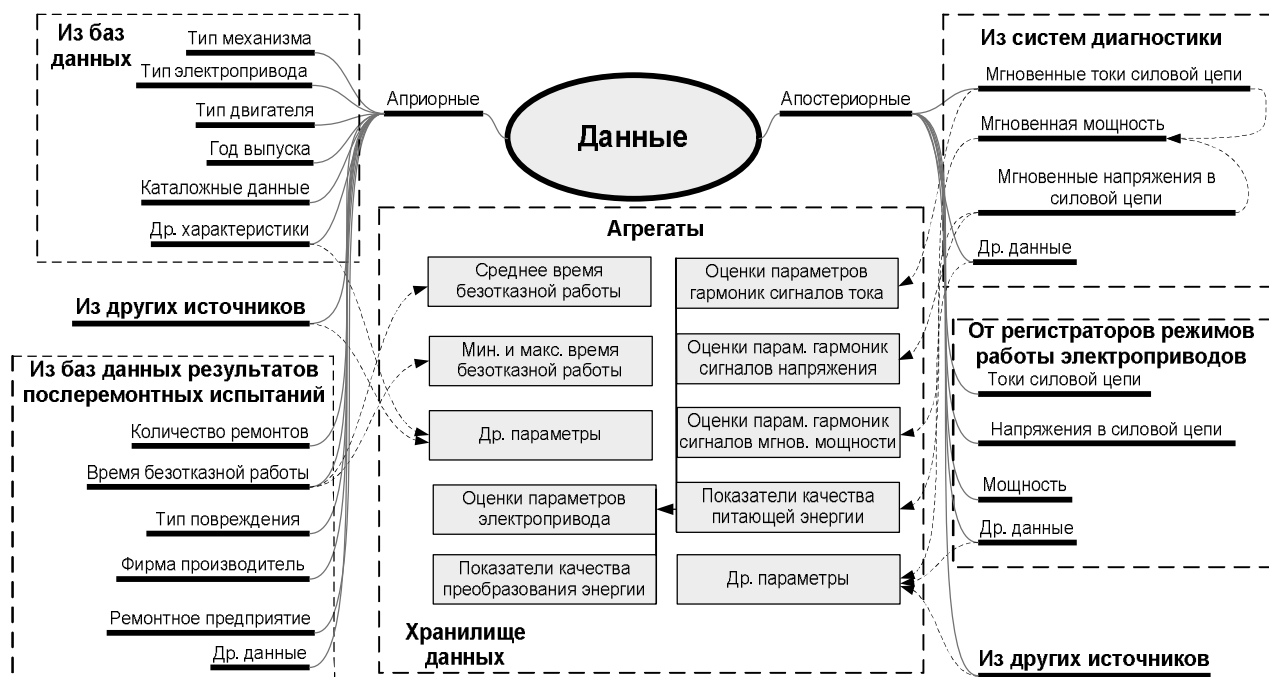 Из баз
данных
Тип механизма
Тип электропривода
Тип двигателя
Год выпуска
Каталожные данные
Др. характеристики
Из других источников
Из баз данных результатов
послеремонтных испытаний
Количество ремонтов
Время безотказной работы
Тип повреждения
Фирма производитель
Ремонтное предприятие
Др. данные
Априорные
Данные
Апостериорные
Агрегаты
Среднее время
безотказной работы
Мин. и макс. время
безотказной работы
Др. параметры
Оценки параметров
электропривода
Показатели качества
преобразования энергии
Оценки параметров
гармоник сигналов тока
Оценки парам. гармоник
сигналов напряжения
Оценки парам. гармоник
сигналов мгнов. мощности
Показатели качества
питающей энергии
Др. параметры
Хранилище
данных
Из систем диагностики
Мгновенные токи силовой цепи
Мгновенная мощность
Мгновенные напряжения в
силовой цепи
Др. данные
От регистраторов режимов
работы электроприводов
Токи силовой цепи
Напряжения в силовой цепи
Мощность
Др. данные
Из других источников